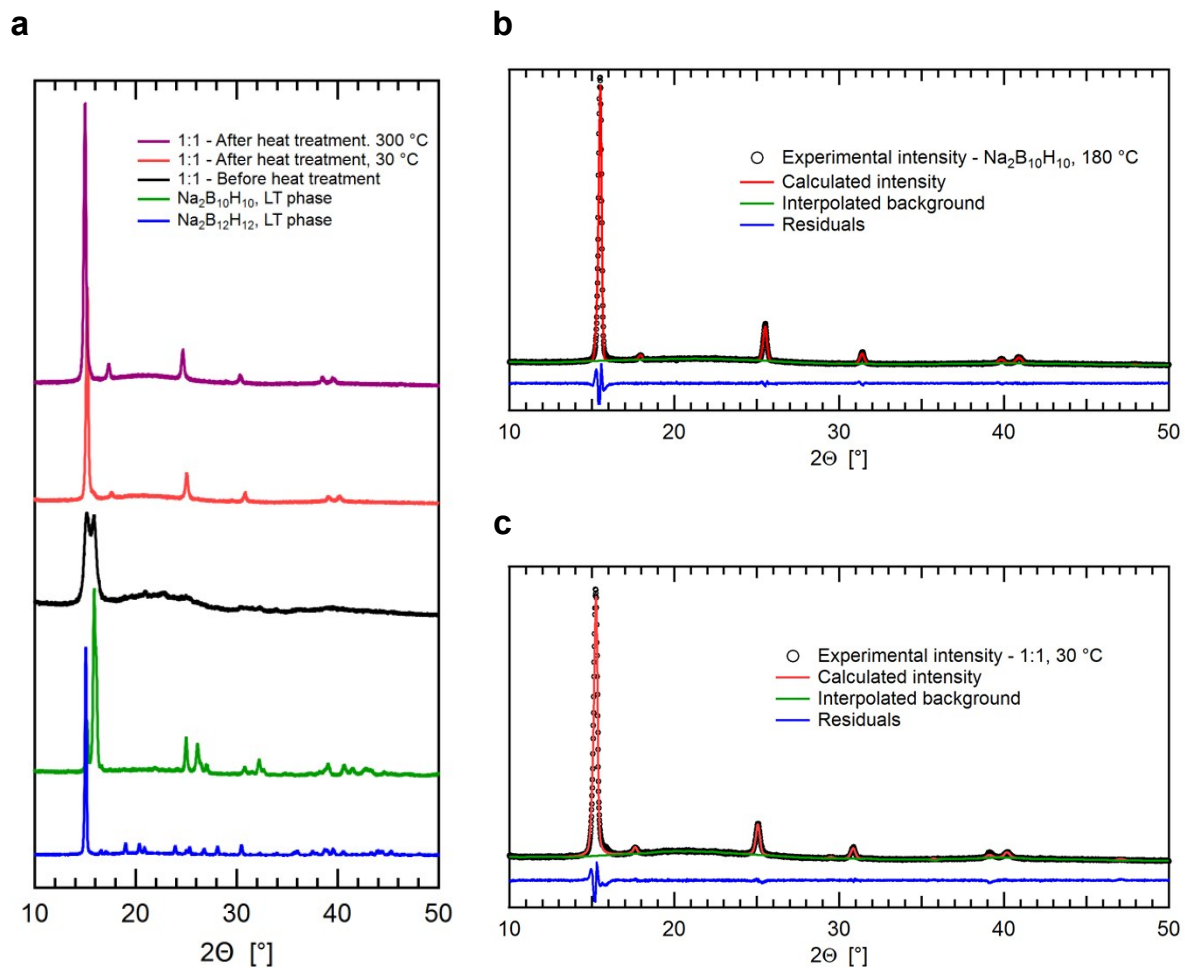 a
1:1 - After heat treatment. 300 °C
1:1 - After heat treatment, 30 °C
1:1 - Before heat treatment
Na₂B₁₀H₁₀, LT phase
Na₂B₁₂H₁₂, LT phase
10 20 30 40 50
2Θ [°]
b
Experimental intensity - Na₂B₁₀H₁₀, 180 °C
Calculated intensity
Interpolated background
Residuals
10 20 30 40 50
2Θ [°]
c
Experimental intensity - 1:1, 30 °C
Calculated intensity
Interpolated background
Residuals
10 20 30 40 50
2Θ [°]